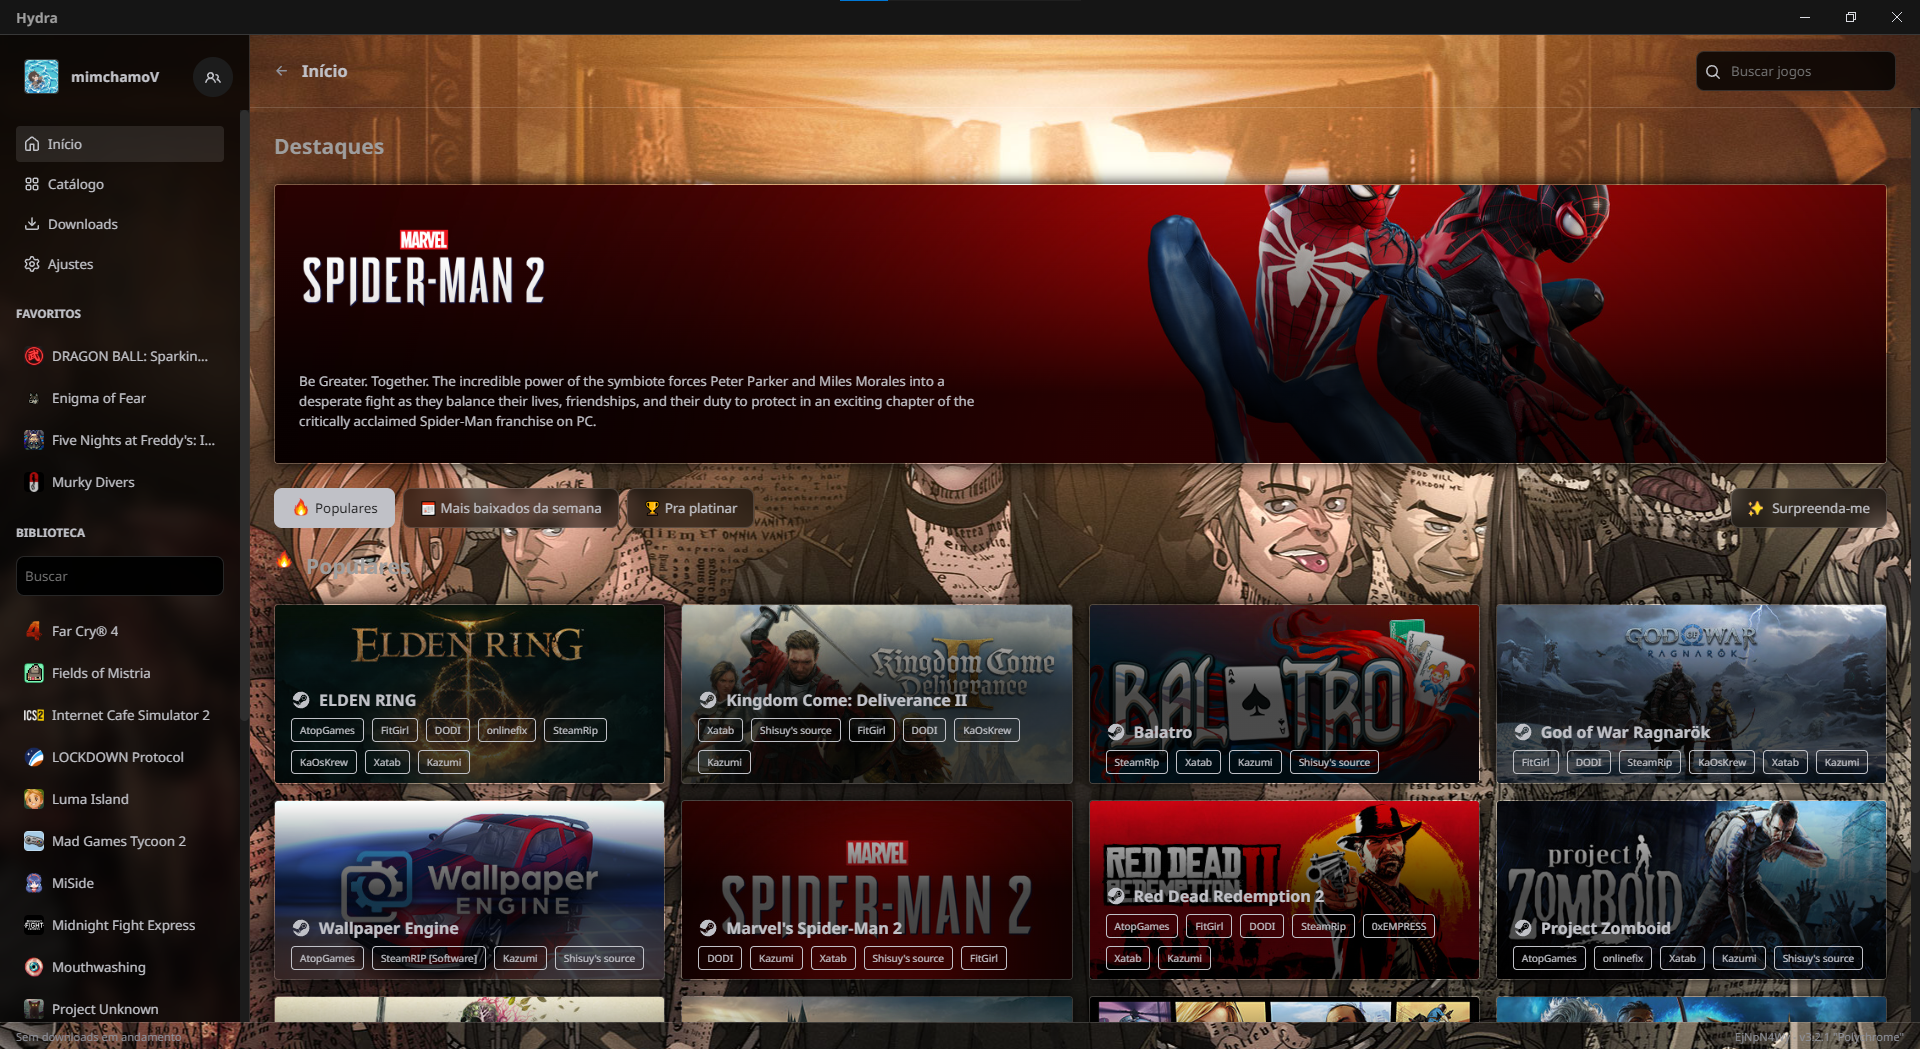 Hydra
mimchamoV
Início
Catálogo
Downloads
Ajustes
FAVORITOS
DRAGON BALL: Sparkin...
Enigma of Fear
Five Nights at Freddy's: I...
Murky Divers
BIBLIOTECA
Buscar
Far Cry® 4
Fields of Mistria
Internet Cafe Simulator 2
LOCKDOWN Protocol
Luma Island
Mad Games Tycoon 2
MiSide
Midnight Fight Express
Mouthwashing
Project Unknown
Início
Buscar jogos
Destaques
MARVEL
SPIDER-MAN 2
Be Greater. Together. The incredible power of the symbiote forces Peter Parker and Miles Morales into a
desperate fight as they balance their lives, friendships, and their duty to protect in an exciting chapter of the
critically acclaimed Spider-Man franchise on PC.
Populares
Mais baixados da semana
Pra platinar
Surpreenda-me
Populares
ELDEN RING
ELDEN RING
AtopGames FitGirl DODI onlinefix SteamRip
KaOsKrew Xatab Kazumi
Kingdom Come II
Deliverance
Kingdom Come: Deliverance II
Xatab Shisuy's source FitGirl DODI KaOsKrew
Kazumi
BALATRO
Balatro
SteamRip Xatab Kazumi Shisuy's source
GOD OF WAR
RAGNARÖK
God of War Ragnarök
FitGirl DODI SteamRip KaOsKrew Xatab Kazumi
Wallpaper
ENGINE
Wallpaper Engine
AtopGames SteamRIP [Software] Kazumi Shisuy's source
MARVEL
SPIDER-MAN 2
Marvel's Spider-Man 2
DODI Kazumi Xatab Shisuy's source FitGirl
RED DEAD
REDEMPTION II
Red Dead Redemption 2
AtopGames FitGirl DODI SteamRip 0xEMPRESS
Xatab Kazumi
project
ZOMBOID
Project Zomboid
AtopGames onlinefix Xatab Kazumi Shisuy's source
Sem downloads em andamento
v3.2.1 "Polychrome"